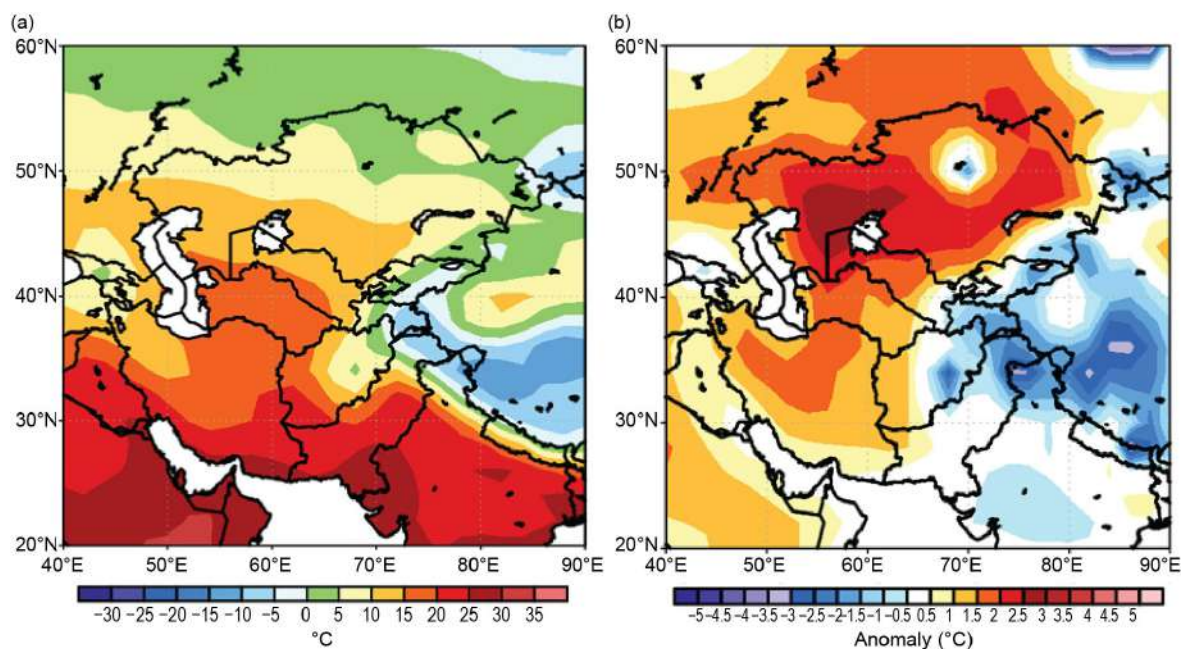 (a)
60°N
50°N
40°N
30°N
20°N
40°E 50°E 60°E 70°E 80°E 90°E
−30 −25 −20 −15 −10 −5 0 5 10 15 20 25 30 35
°C
(b)
60°N
50°N
40°N
30°N
20°N
40°E 50°E 60°E 70°E 80°E 90°E
−5 −4.5 −4 −3.5 −3 −2.5 −2 −1.5 −1 −0.5 0.5 1 1.5 2 2.5 3 3.5 4 4.5 5
Anomaly (°C)